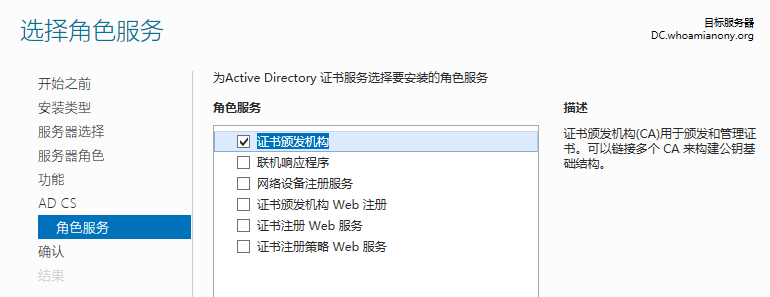 选择角色服务
目标服务器
DC.whoamianony.org
开始之前
安装类型
服务器选择
服务器角色
功能
AD CS
角色服务
确认
结果
为Active Directory 证书服务选择要安装的角色服务
角色服务
证书颁发机构
联机响应程序
网络设备注册服务
证书颁发机构 Web 注册
证书注册 Web 服务
证书注册策略 Web 服务
描述
证书颁发机构(CA)用于颁发和管理证
书。可以链接多个 CA 来构建公钥基
础结构。